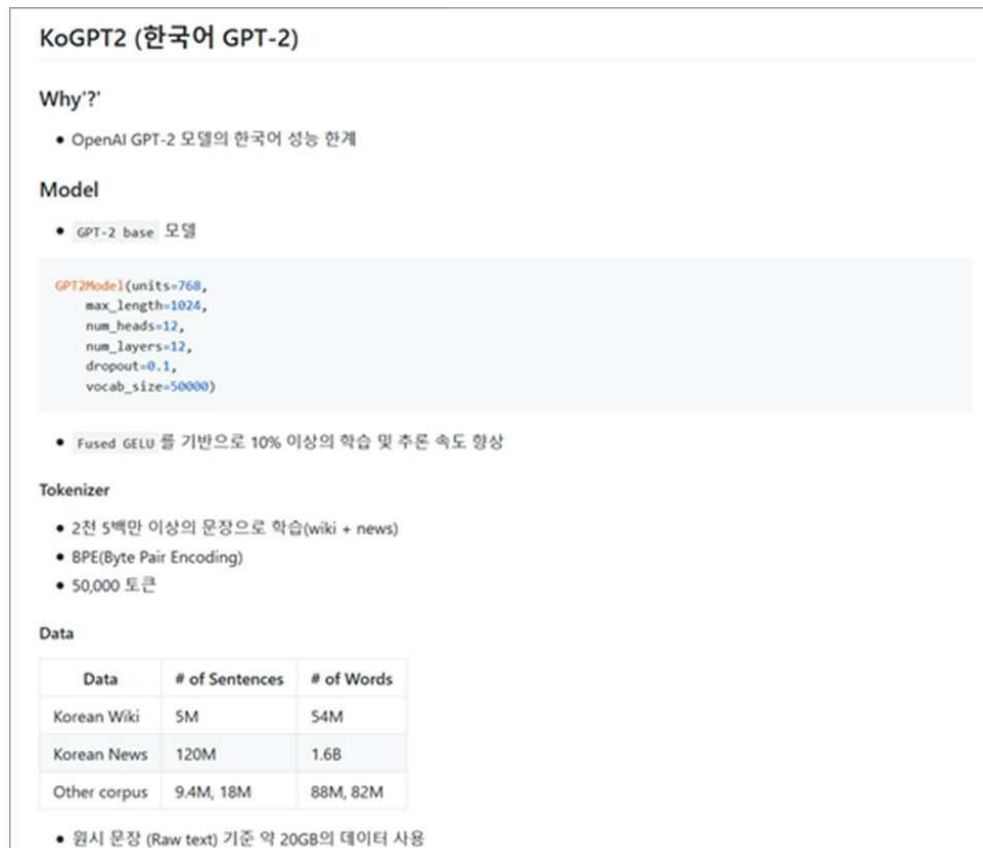 KoGPT2 (한국어 GPT-2)
Why'?'
• OpenAI GPT-2 모델의 한국어 성능 한계
Model
• GPT-2 base 모델
GPT2Model(units=768,
max_length=1024,
num_heads=12,
num_layers=12,
dropout=0.1,
vocab_size=50000)
• Fused GELU 를 기반으로 10% 이상의 학습 및 추론 속도 향상
Tokenizer
• 2천 5백만 이상의 문장으로 학습(wiki + news)
• BPE(Byte Pair Encoding)
• 50,000 토큰
Data
Data # of Sentences # of Words
Korean Wiki 5M 54M
Korean News 120M 1.6B
Other corpus 9.4M, 18M 88M, 82M
• 원시 문장 (Raw text) 기준 약 20GB의 데이터 사용